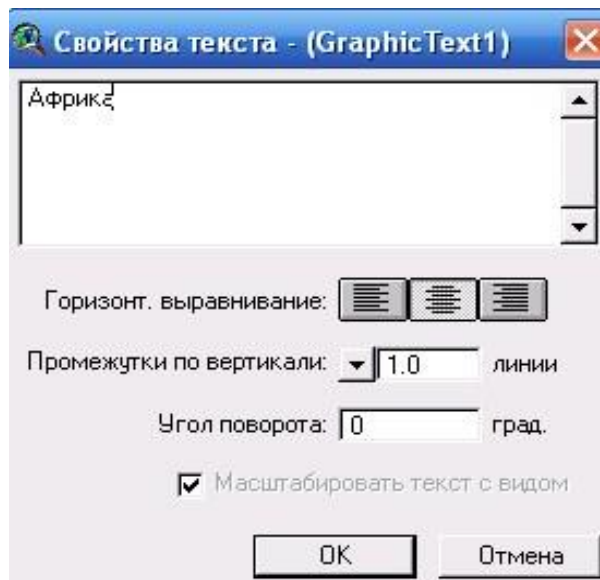 Свойства текста - (GraphicText1)
Африка
Горизонт. выравнивание:
Промежутки по вертикали: 1.0 линии
Угол поворота: 0 град.
Масштабировать текст с видом
OK Отмена